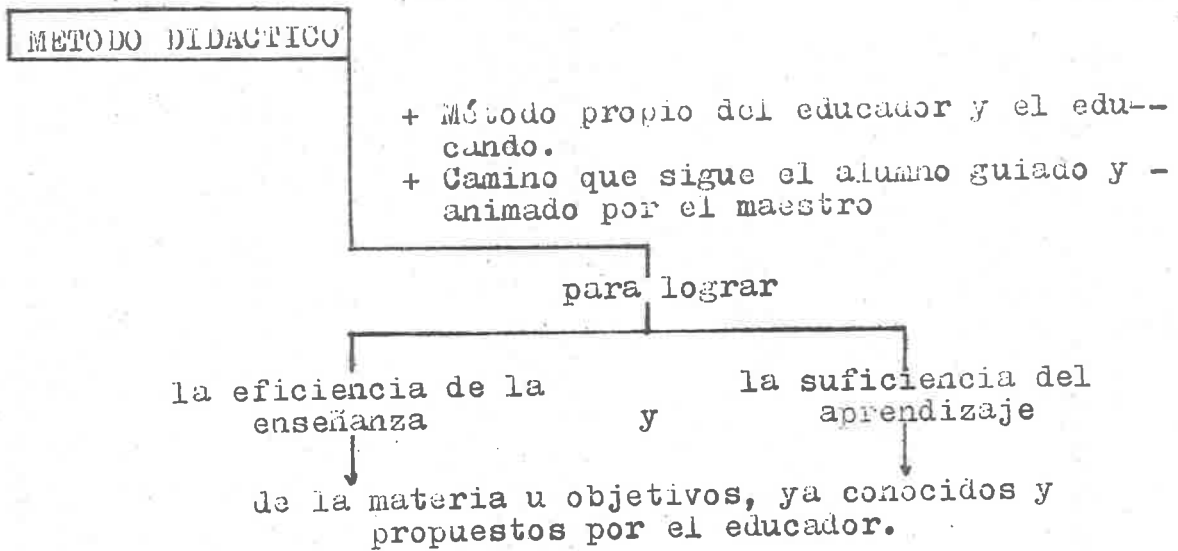 METODO DIDACTICO
+ Método propio del educador y el edu--
cando.
+ Camino que sigue el alumno guiado y -
animado por el maestro
para lograr
la eficiencia de la
enseñanza
y
la suficiencia del
aprendizaje
de la materia u objetivos, ya conocidos y
propuestos por el educador.